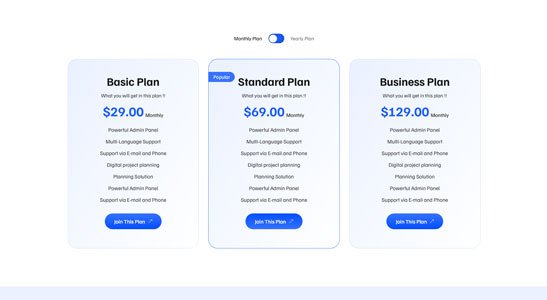 Monthly Plan Yearly Plan
Basic Plan
What you will get in this plan !!
$29.00 Monthly
Powerful Admin Panel
Multi-Language Support
Support via E-mail and Phone
Digital project planning
Planning Solution
Powerful Admin Panel
Support via E-mail and Phone
Join This Plan
Popular
Standard Plan
What you will get in this plan !!
$69.00 Monthly
Powerful Admin Panel
Multi-Language Support
Support via E-mail and Phone
Digital project planning
Planning Solution
Powerful Admin Panel
Support via E-mail and Phone
Join This Plan
Business Plan
What you will get in this plan !!
$129.00 Monthly
Powerful Admin Panel
Multi-Language Support
Support via E-mail and Phone
Digital project planning
Planning Solution
Powerful Admin Panel
Support via E-mail and Phone
Join This Plan